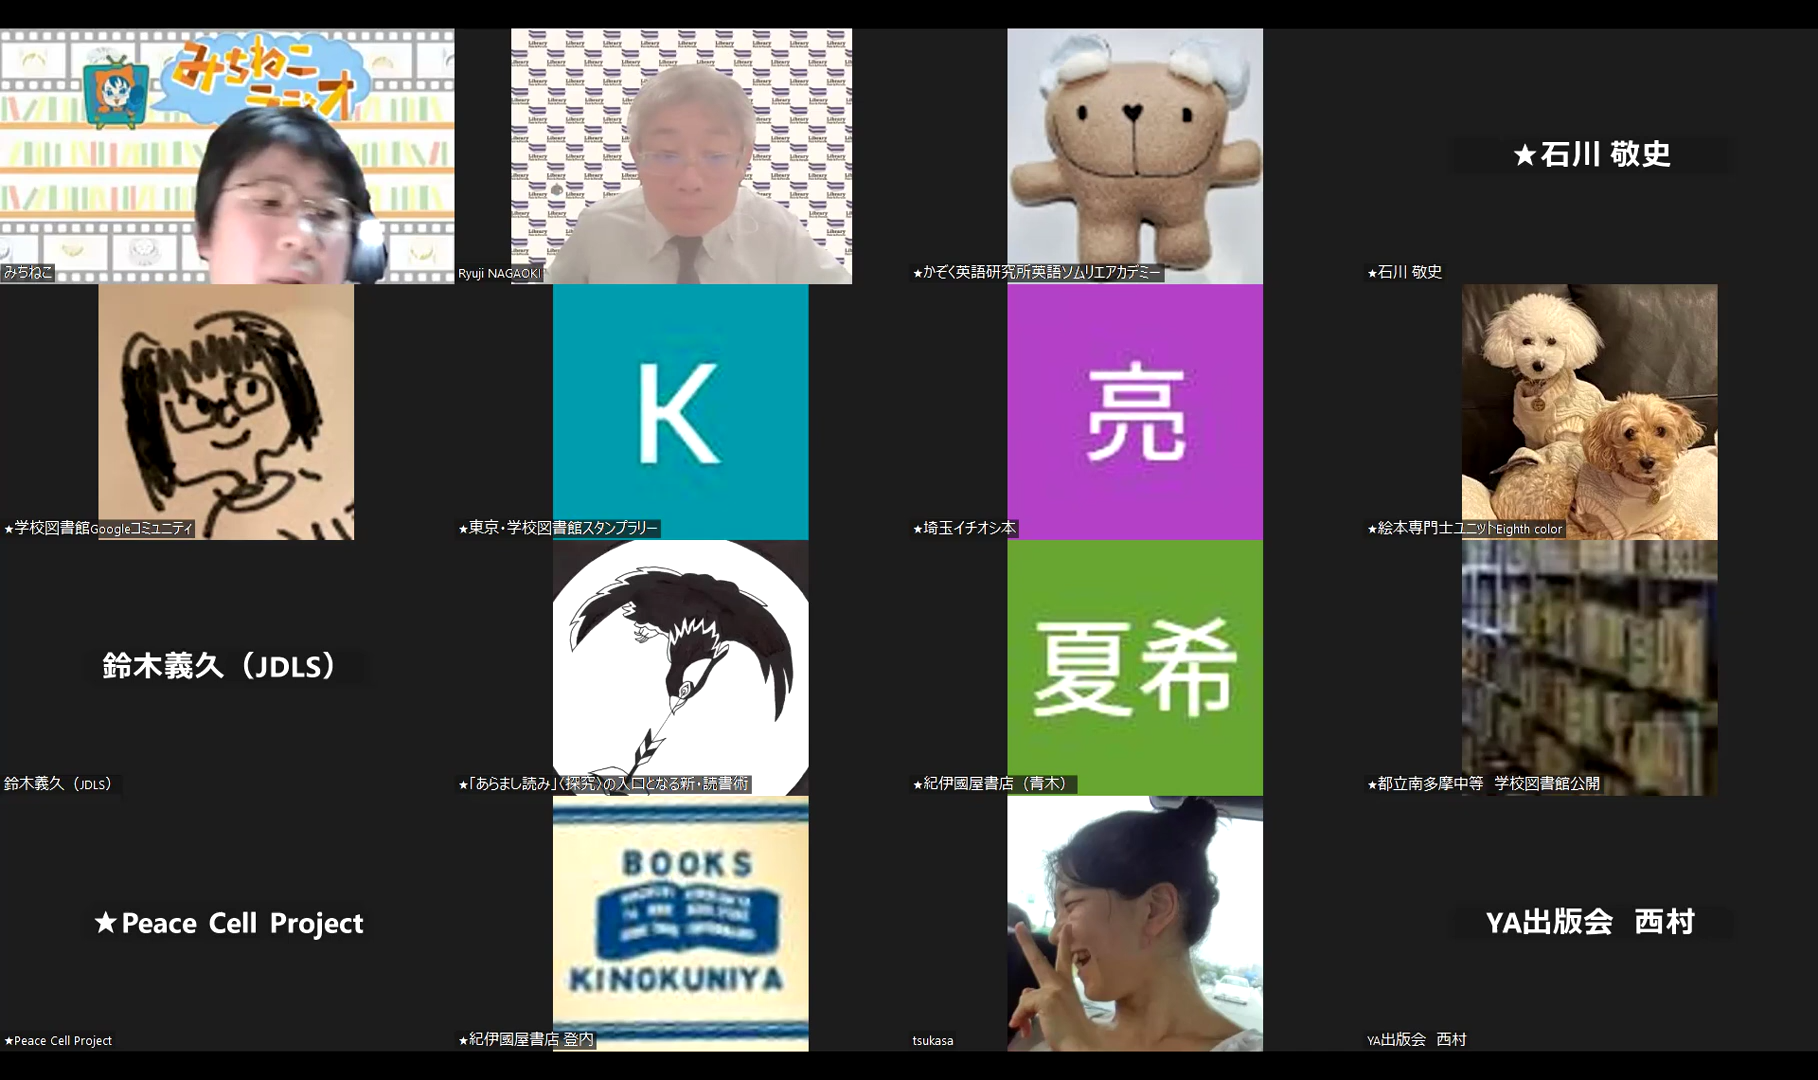 みちねこ
ラジオ
みちねこ
Library
Ryuji NAGAOKI
★かぞく英語研究所英語ソムリエアカデミー
★石川 敬史
★石川 敬史
★学校図書館Googleコミュニティ
K
★東京・学校図書館スタンプラリー
亮
★埼玉イチオシ本
★絵本専門士ユニットEighth color
鈴木義久（JDLS）
鈴木義久（JDLS）
★「あらまし読み」〈探究〉の入口となる新・読書術
夏希
★紀伊國屋書店（青木）
★都立南多摩中等　学校図書館公開
★Peace Cell Project
★Peace Cell Project
BOOKS
KINOKUNIYA
★紀伊國屋書店 登内
tsukasa
YA出版会　西村
YA出版会　西村